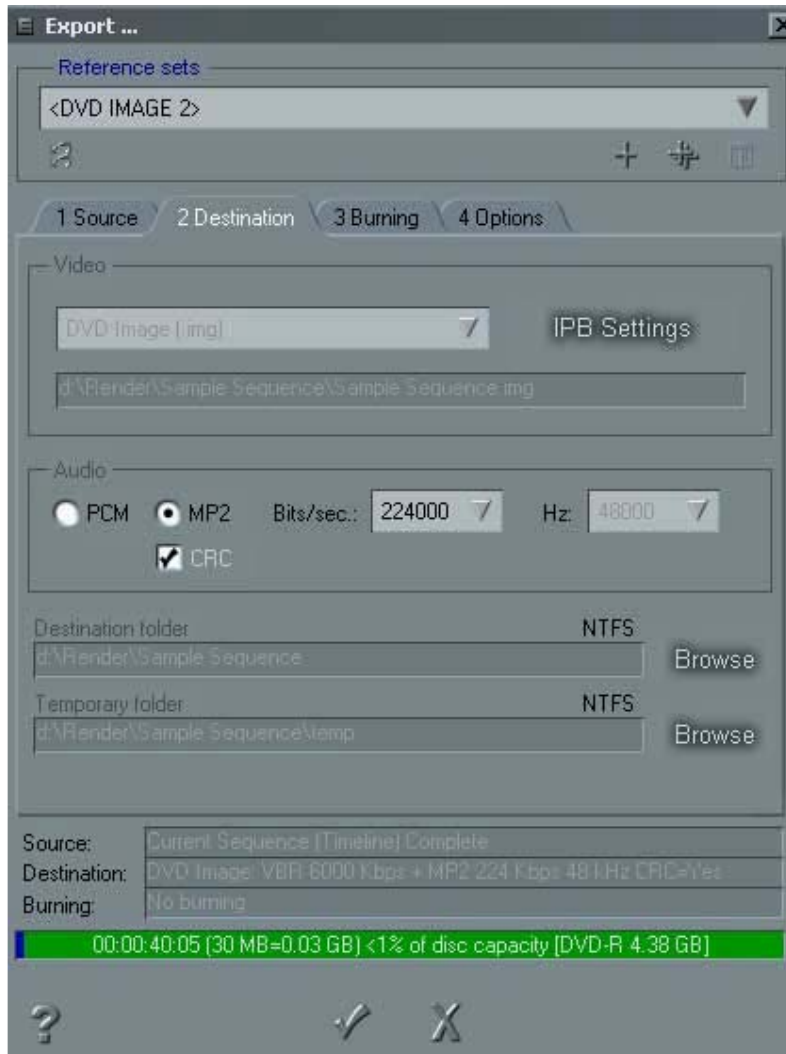 Export ...
Reference sets
<DVD IMAGE 2>
1 Source 2 Destination 3 Burning 4 Options
Video
DVD Image (.img) IPB Settings
d:\Render\Sample Sequence\Sample Sequence.img
Audio
PCM MP2 Bits/sec.: 224000 Hz: 48000
CRC
Destination folder NTFS
d:\Render\Sample Sequence Browse
Temporary folder NTFS
d:\Render\Sample Sequence\temp Browse
Source: Current Sequence (Timeline) Complete
Destination: DVD Image: VBR 6000 Kbps + MP2 224 Kbps 48 kHz CRC=Yes
Burning: No burning
00:00:40:05 (30 MB=0.03 GB) <1% of disc capacity [DVD-R 4.38 GB]